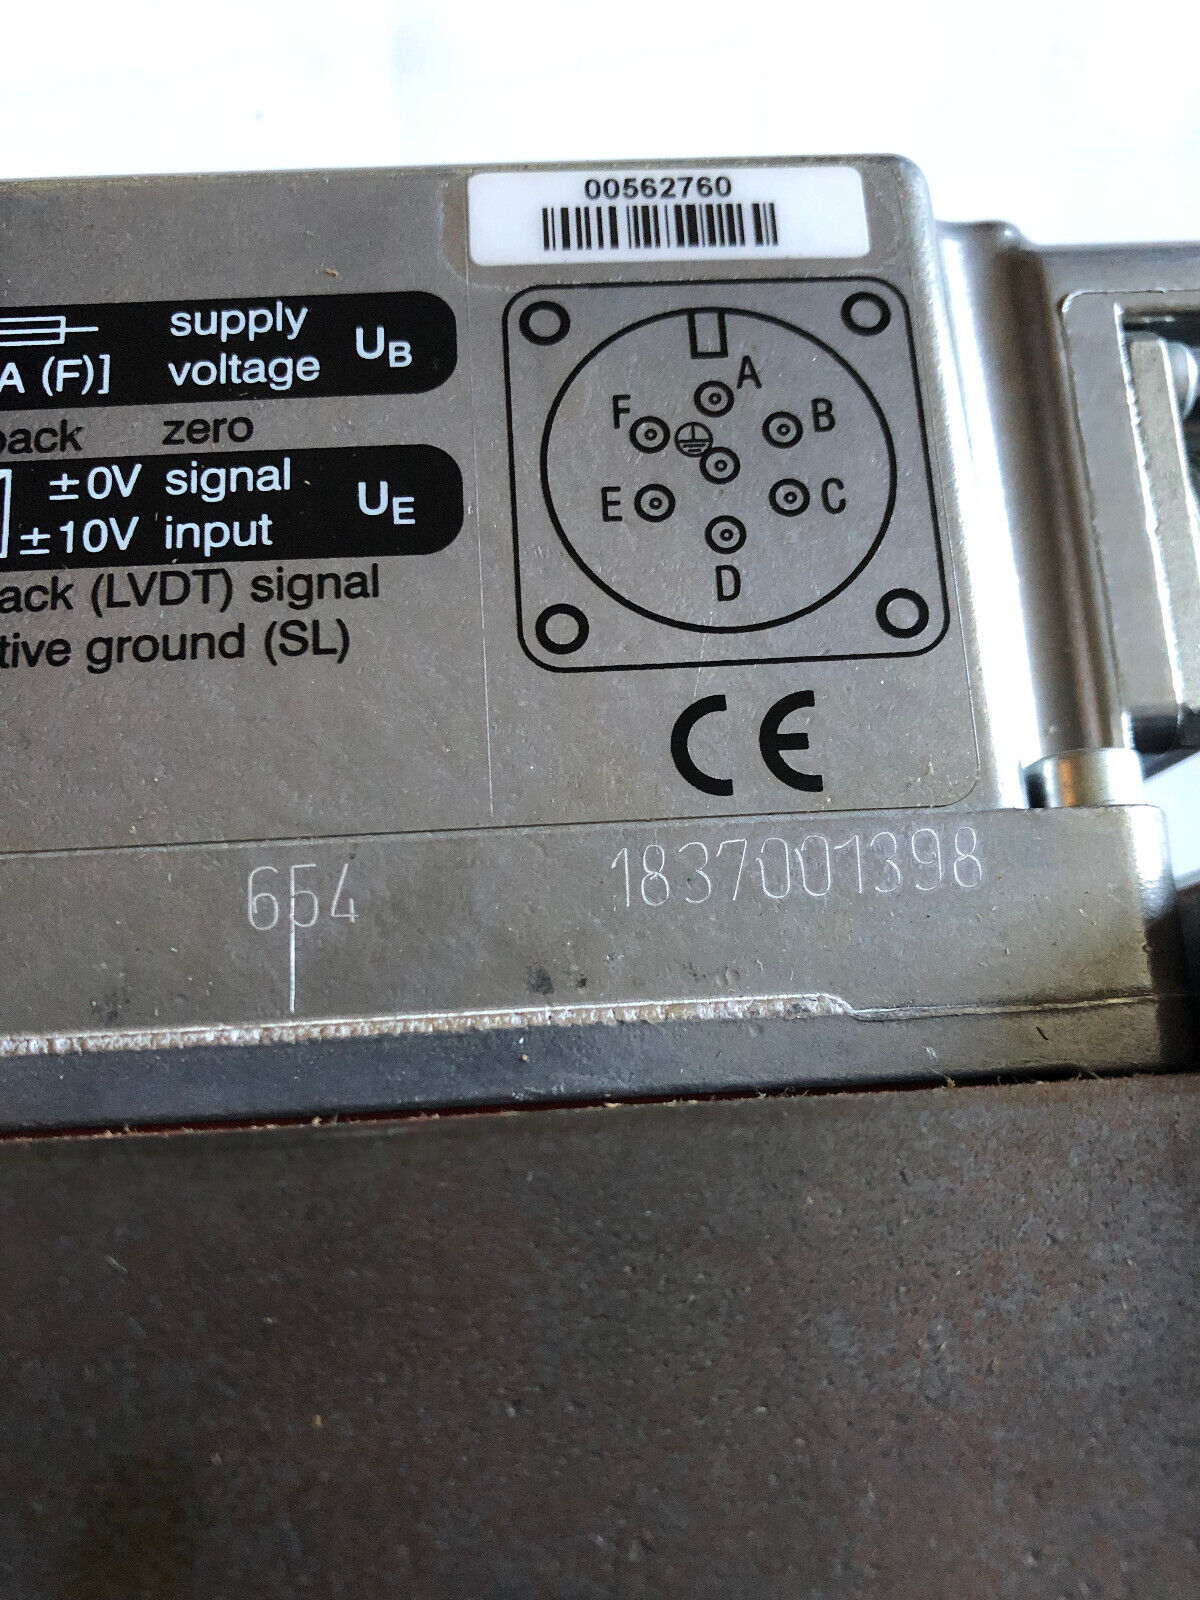 00562760
supply
A (F)] voltage UB
back zero
±0V signal
±10V input UE
ack (LVDT) signal
tive ground (SL)
A
B
C
D
E
F
CE
654
1837001398